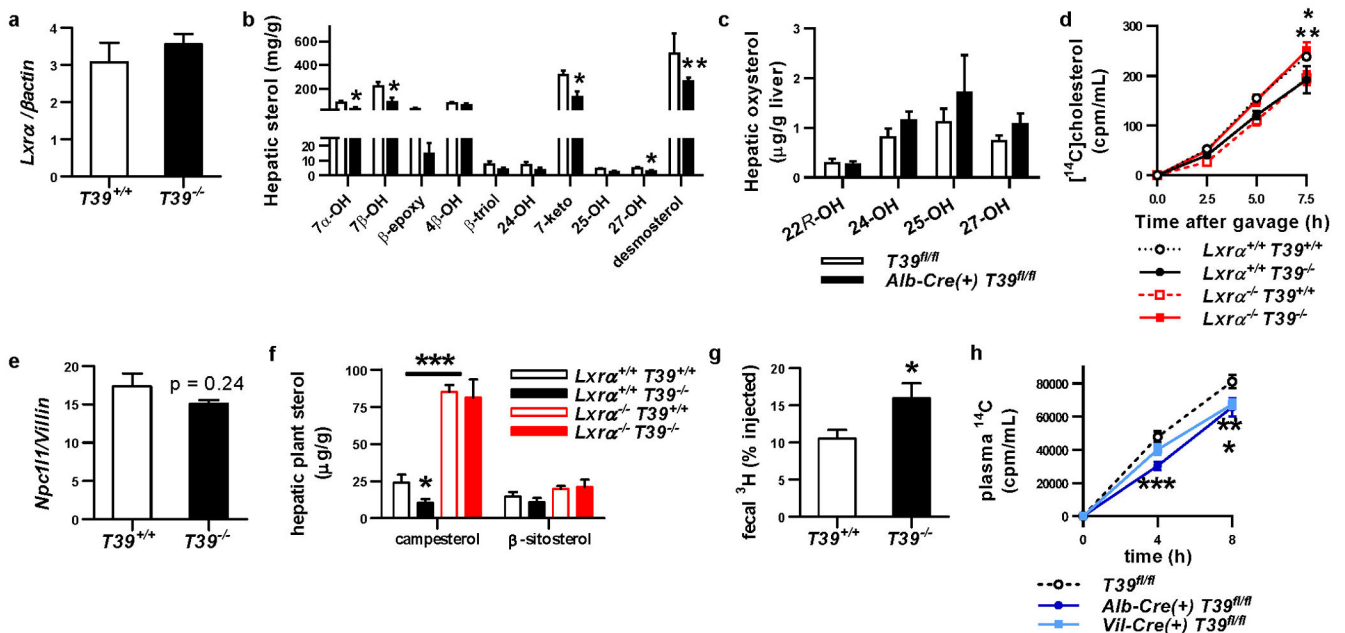 a
Lxrα /βactin
5
4
3
2
1
0
T39+/+
T39-/-
b
Hepatic sterol (mg/g)
600
400
200
20
10
0
*
*
*
*
**
7α-OH
7β-OH
β-epoxy
4β-OH
β-triol
24-OH
7-keto
25-OH
27-OH
desmosterol
c
Hepatic oxysterol
(μg/g liver)
3
2
1
0
22R-OH
24-OH
25-OH
27-OH
T39fl/fl
Alb-Cre(+) T39fl/fl
d
[14C]cholesterol
(cpm/mL)
300
200
100
0
*
**
0.0 2.5 5.0 7.5
Time after gavage (h)
Lxrα+/+ T39+/+
Lxrα+/+ T39-/-
Lxrα-/- T39+/+
Lxrα-/- T39-/-
e
Npc1l1/Villin
20
15
10
5
0
p = 0.24
T39+/+
T39-/-
f
hepatic plant sterol
(μg/g)
100
75
50
25
0
***
*
campesterol
β-sitosterol
Lxrα+/+ T39+/+
Lxrα+/+ T39-/-
Lxrα-/- T39+/+
Lxrα-/- T39-/-
g
fecal 3H (% injected)
20
15
10
5
0
*
T39+/+
T39-/-
h
plasma 14C
(cpm/mL)
80000
60000
40000
20000
0
***
**
*
0 4 8
time (h)
T39fl/fl
Alb-Cre(+) T39fl/fl
Vil-Cre(+) T39fl/fl